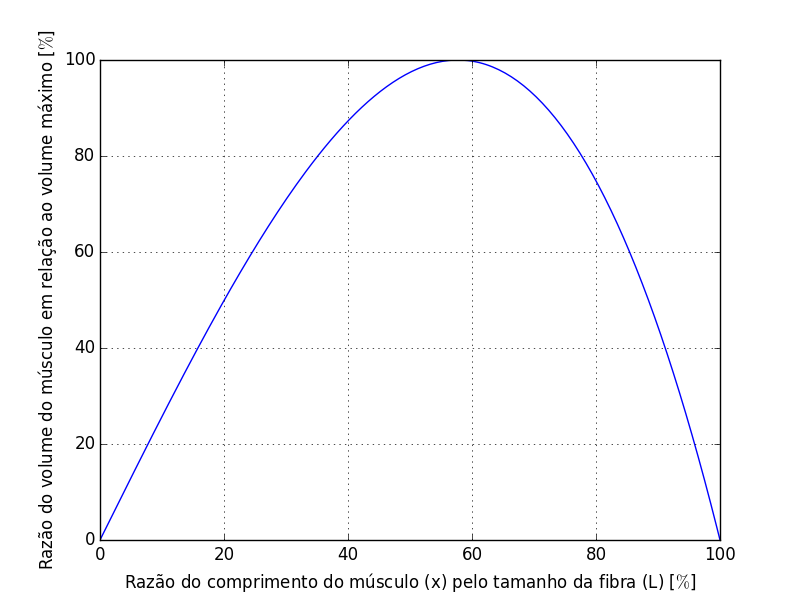 Razão do volume do músculo em relação ao volume máximo [%]
100
80
60
40
20
0
0 20 40 60 80 100
Razão do comprimento do músculo (x) pelo tamanho da fibra (L) [%]